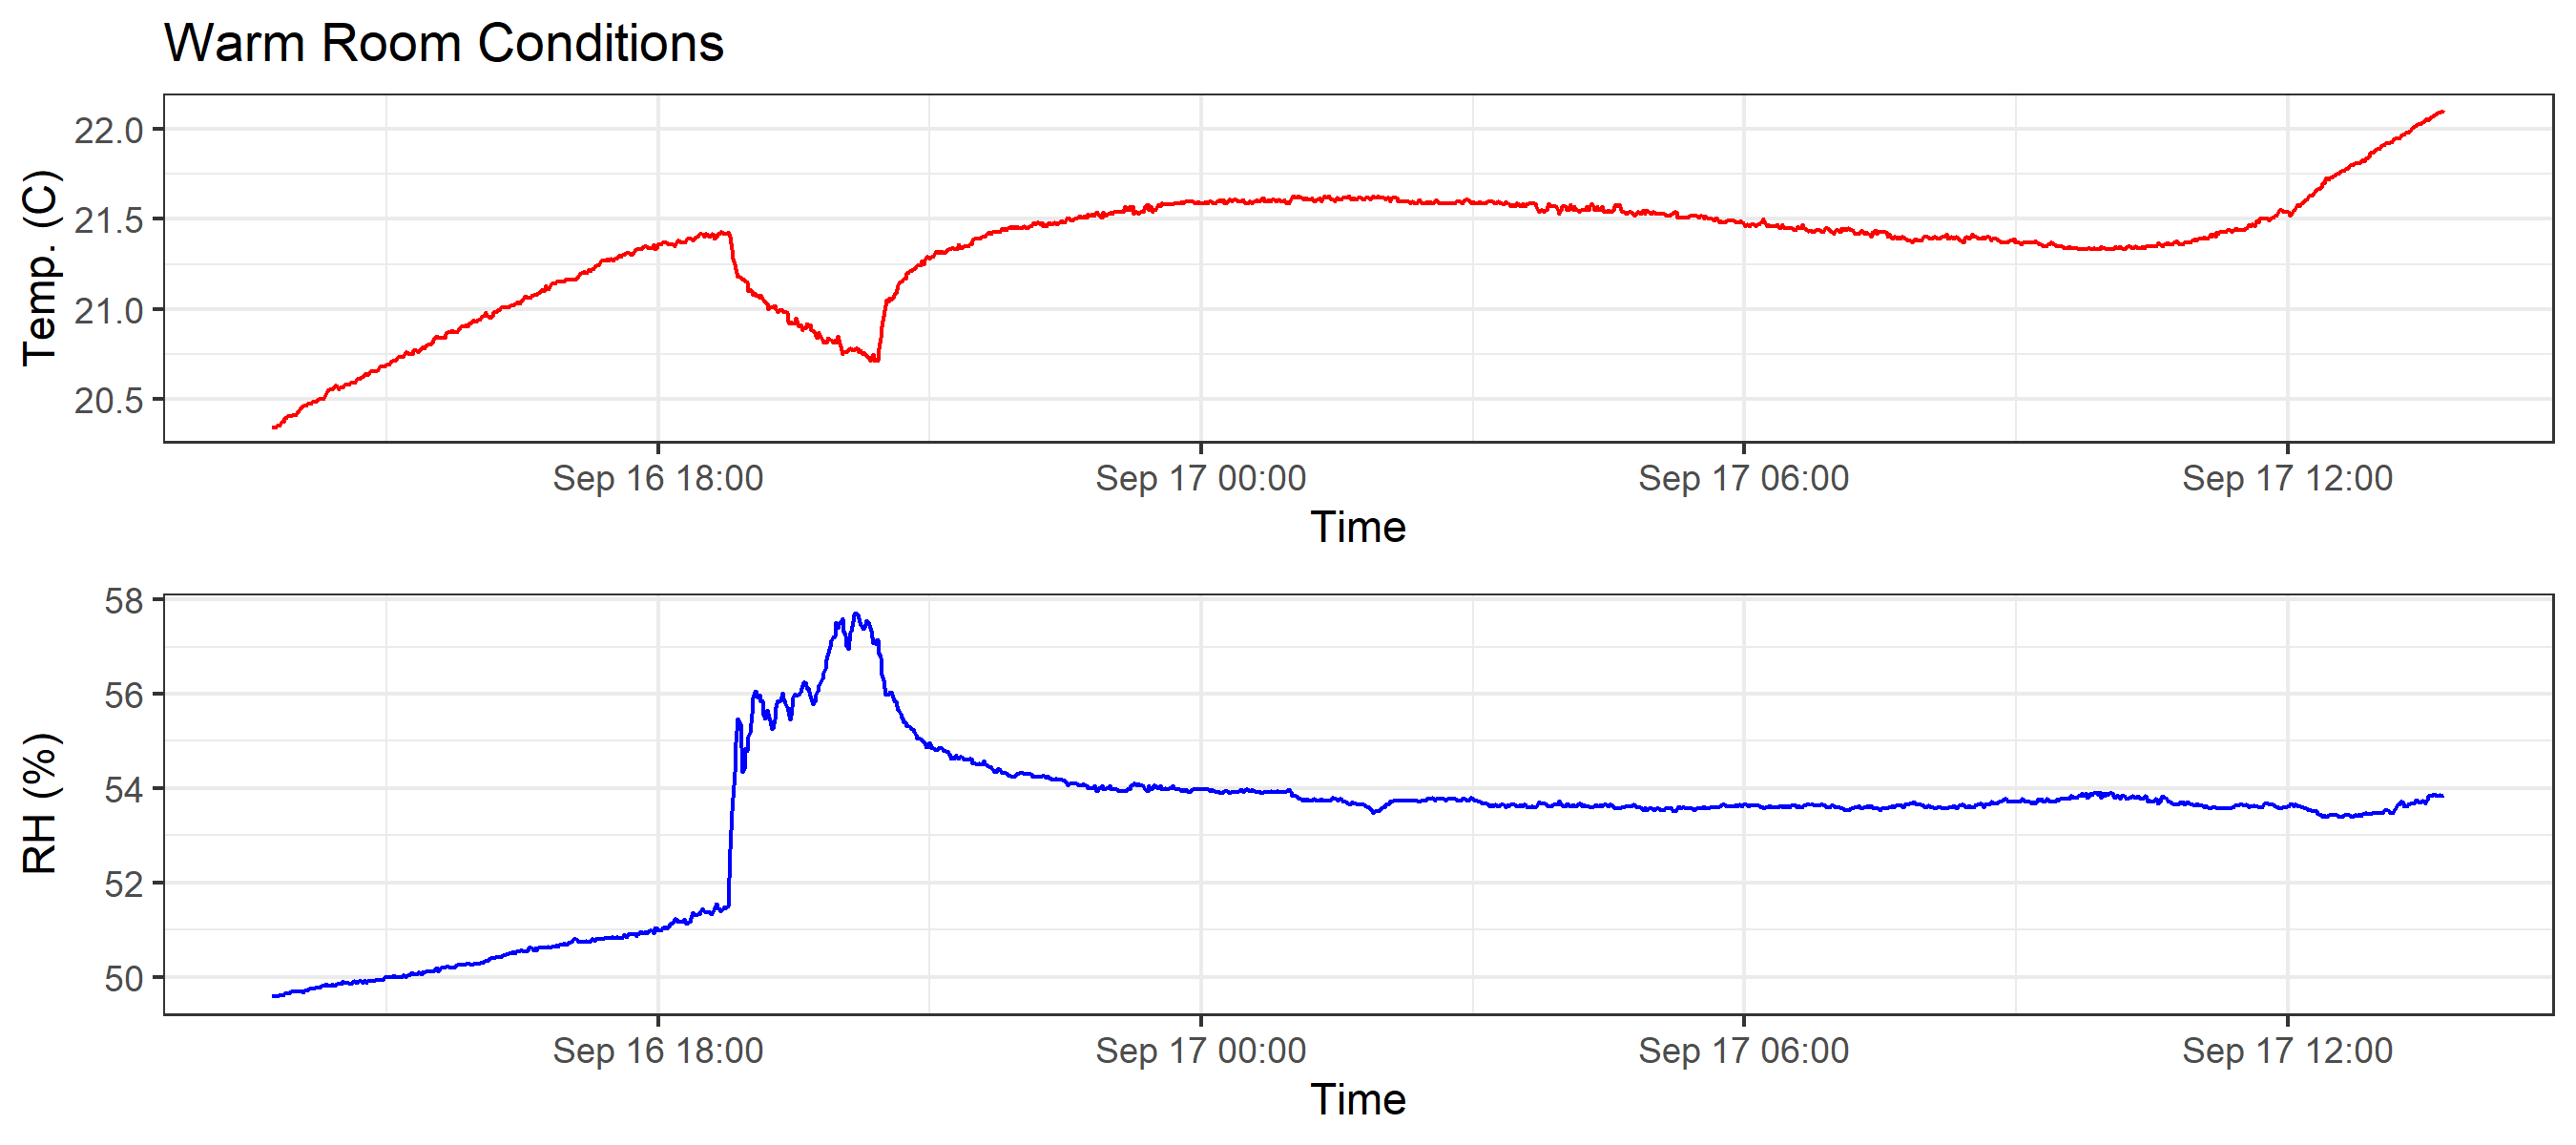 Warm Room Conditions
Temp. (C)
22.0
21.5
21.0
20.5
Sep 16 18:00 Sep 17 00:00 Sep 17 06:00 Sep 17 12:00
Time
RH (%)
58
56
54
52
50
Sep 16 18:00 Sep 17 00:00 Sep 17 06:00 Sep 17 12:00
Time